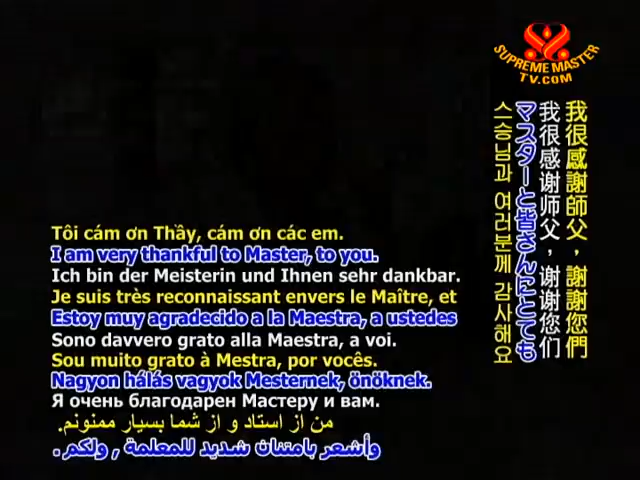 SUPREME MASTER
TV.COM
我很感謝師父，謝謝您們
我很感谢师父，谢谢您们
マスターと皆さんにとても
스승님과 여러분께 감사해요
Tôi cám ơn Thầy, cám ơn các em.
I am very thankful to Master, to you.
Ich bin der Meisterin und Ihnen sehr dankbar.
Je suis très reconnaissant envers le Maître, et
Estoy muy agradecido a la Maestra, a ustedes
Sono davvero grato alla Maestra, a voi.
Sou muito grato à Mestra, por vocês.
Nagyon hálás vagyok Mesternek, önöknek.
Я очень благодарен Мастеру и вам.
من از استاد و از شما بسیار ممنونم.
وأشعر بامتنان شديد للمعلمة , ولكم .